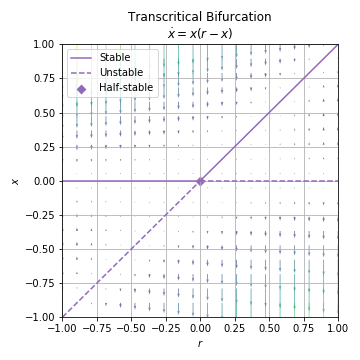 Transcritical Bifurcation
ẋ = x(r − x)
Stable
Unstable
Half-stable
1.00
0.75
0.50
0.25
0.00
−0.25
−0.50
−0.75
−1.00
x
−1.00 −0.75 −0.50 −0.25 0.00 0.25 0.50 0.75 1.00
r